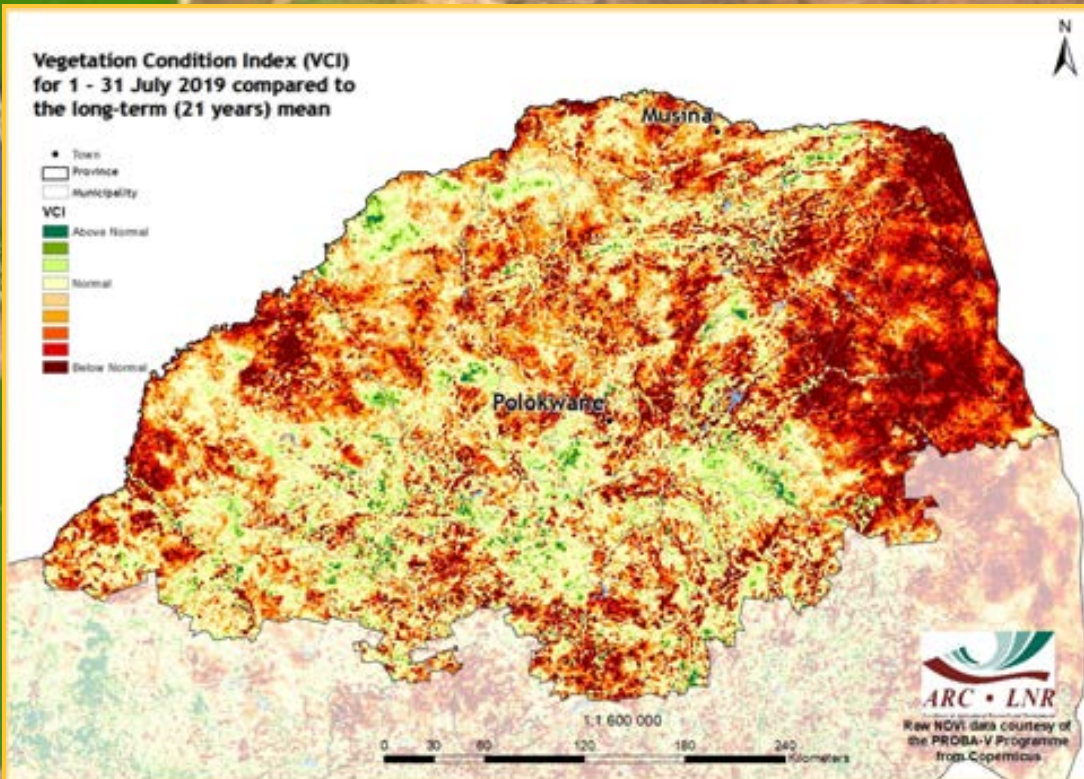 Vegetation Condition Index (VCI)
for 1 - 31 July 2019 compared to
the long-term (21 years) mean
N
Town
Province
Municipality
VCI
Above Normal
Normal
Below Normal
Musina
Polokwane
1:1 600 000
0 30 60 120 180 240
Kilometers
ARC • LNR
Raw NDVI data courtesy of
the PROBA-V Programme
from Copernicus